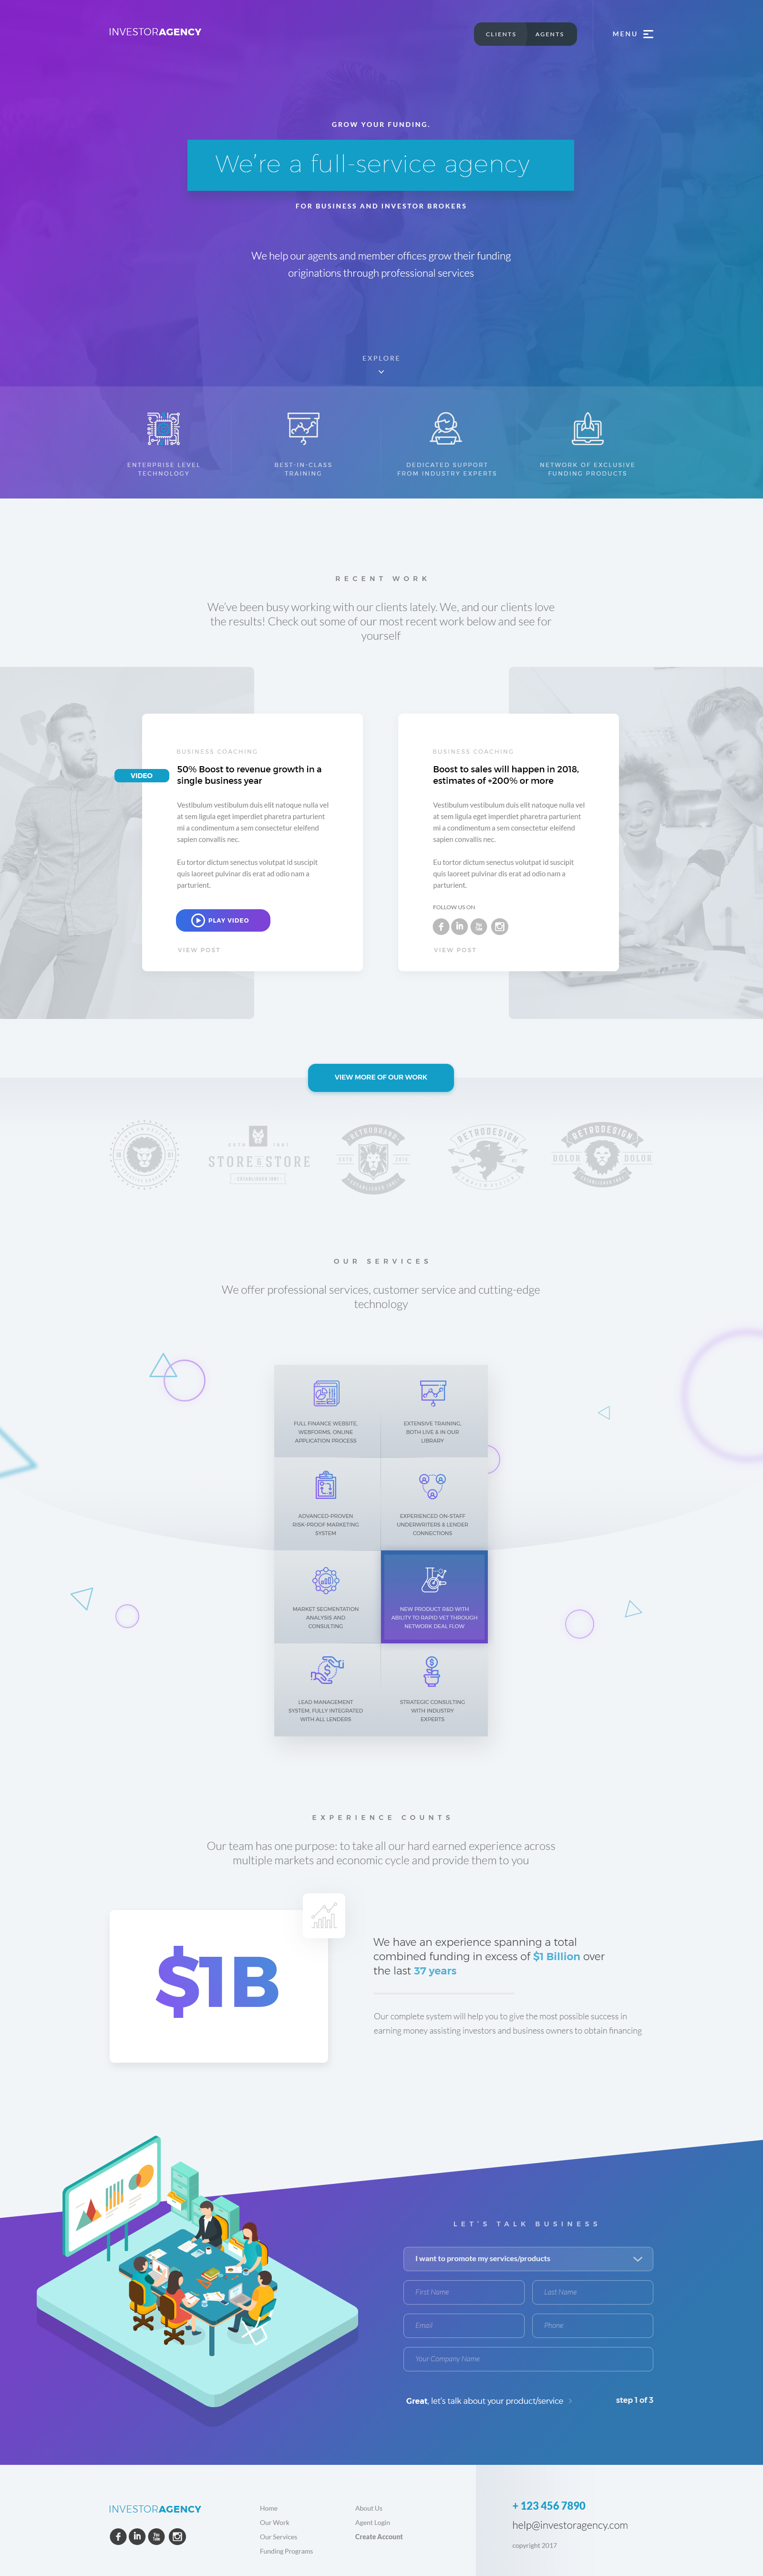 INVESTORAGENCY
CLIENTS
AGENTS
MENU
GROW YOUR FUNDING.
We're a full-service agency
FOR BUSINESS AND INVESTOR BROKERS
We help our agents and member offices grow their funding
originations through professional services
EXPLORE
ENTERPRISE LEVEL
TECHNOLOGY
BEST-IN-CLASS
TRAINING
DEDICATED SUPPORT
FROM INDUSTRY EXPERTS
NETWORK OF EXCLUSIVE
FUNDING PRODUCTS
RECENT WORK
We've been busy working with our clients lately. We, and our clients love
the results! Check out some of our most recent work below and see for
yourself
BUSINESS COACHING
VIDEO
50% Boost to revenue growth in a
single business year
Vestibulum vestibulum duis elit natoque nulla vel
at sem ligula eget imperdiet pharetra parturient
mi a condimentum a sem consectetur eleifend
sapien convallis nec.
Eu tortor dictum senectus volutpat id suscipit
quis laoreet pulvinar dis erat ad odio nam a
parturient.
PLAY VIDEO
VIEW POST
BUSINESS COACHING
Boost to sales will happen in 2018,
estimates of +200% or more
Vestibulum vestibulum duis elit natoque nulla vel
at sem ligula eget imperdiet pharetra parturient
mi a condimentum a sem consectetur eleifend
sapien convallis nec.
Eu tortor dictum senectus volutpat id suscipit
quis laoreet pulvinar dis erat ad odio nam a
parturient.
FOLLOW US ON
VIEW POST
VIEW MORE OF OUR WORK
ESTD 1991
STORE & STORE
ESTABLISHED 1991
RETROBRAND
ESTD
ESTABLISHED 1991
RETRODESIGN
EMBLEM DESIGN
RETRODESIGN
DOLOR DOLOR
ESTABLISHED 1991
OUR SERVICES
We offer professional services, customer service and cutting-edge
technology
FULL FINANCE WEBSITE,
WEBFORMS, ONLINE
APPLICATION PROCESS
EXTENSIVE TRAINING,
BOTH LIVE & IN OUR
LIBRARY
ADVANCED-PROVEN
RISK-PROOF MARKETING
SYSTEM
EXPERIENCED ON-STAFF
UNDERWRITERS & LENDER
CONNECTIONS
MARKET SEGMENTATION
ANALYSIS AND
CONSULTING
NEW PRODUCT R&D WITH
ABILITY TO RAPID VET THROUGH
NETWORK DEAL FLOW
LEAD MANAGEMENT
SYSTEM, FULLY INTEGRATED
WITH ALL LENDERS
STRATEGIC CONSULTING
WITH INDUSTRY
EXPERTS
EXPERIENCE COUNTS
Our team has one purpose: to take all our hard earned experience across
multiple markets and economic cycle and provide them to you
$1B
We have an experience spanning a total
combined funding in excess of $1 Billion over
the last 37 years
Our complete system will help you to give the most possible success in
earning money assisting investors and business owners to obtain financing
LET'S TALK BUSINESS
I want to promote my services/products
First Name
Last Name
Email
Phone
Your Company Name
Great, let's talk about your product/service
step 1 of 3
INVESTORAGENCY
Home
Our Work
Our Services
Funding Programs
About Us
Agent Login
Create Account
+ 123 456 7890
help@investoragency.com
copyright 2017